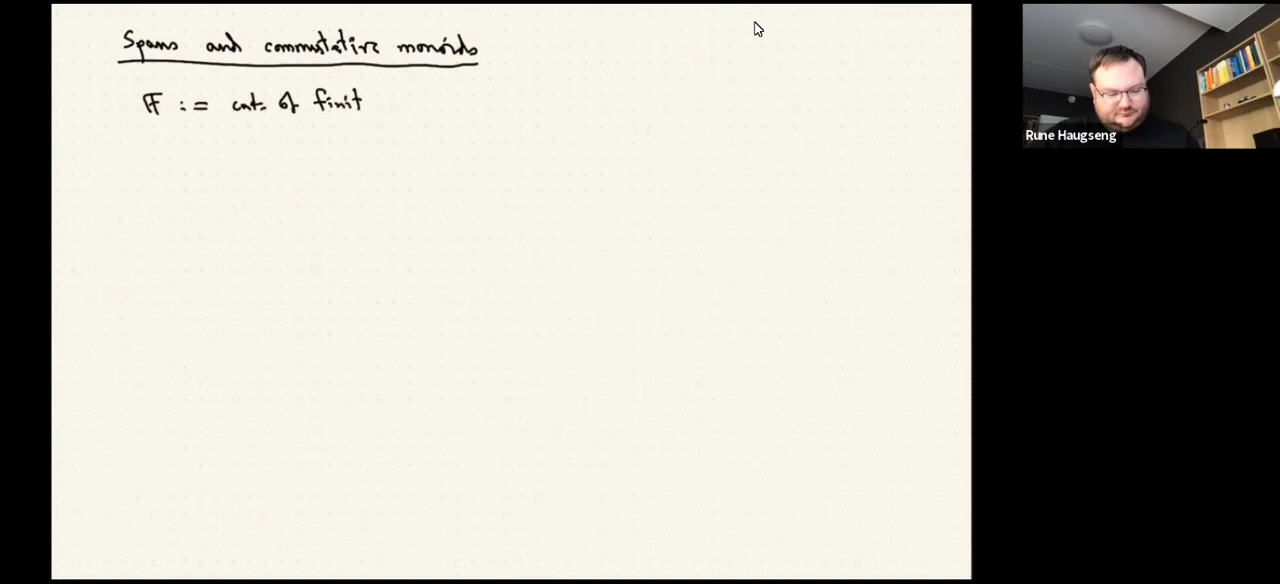 Spans and commutative monoids
𝔽 := cat. of finit
Rune Haugseng